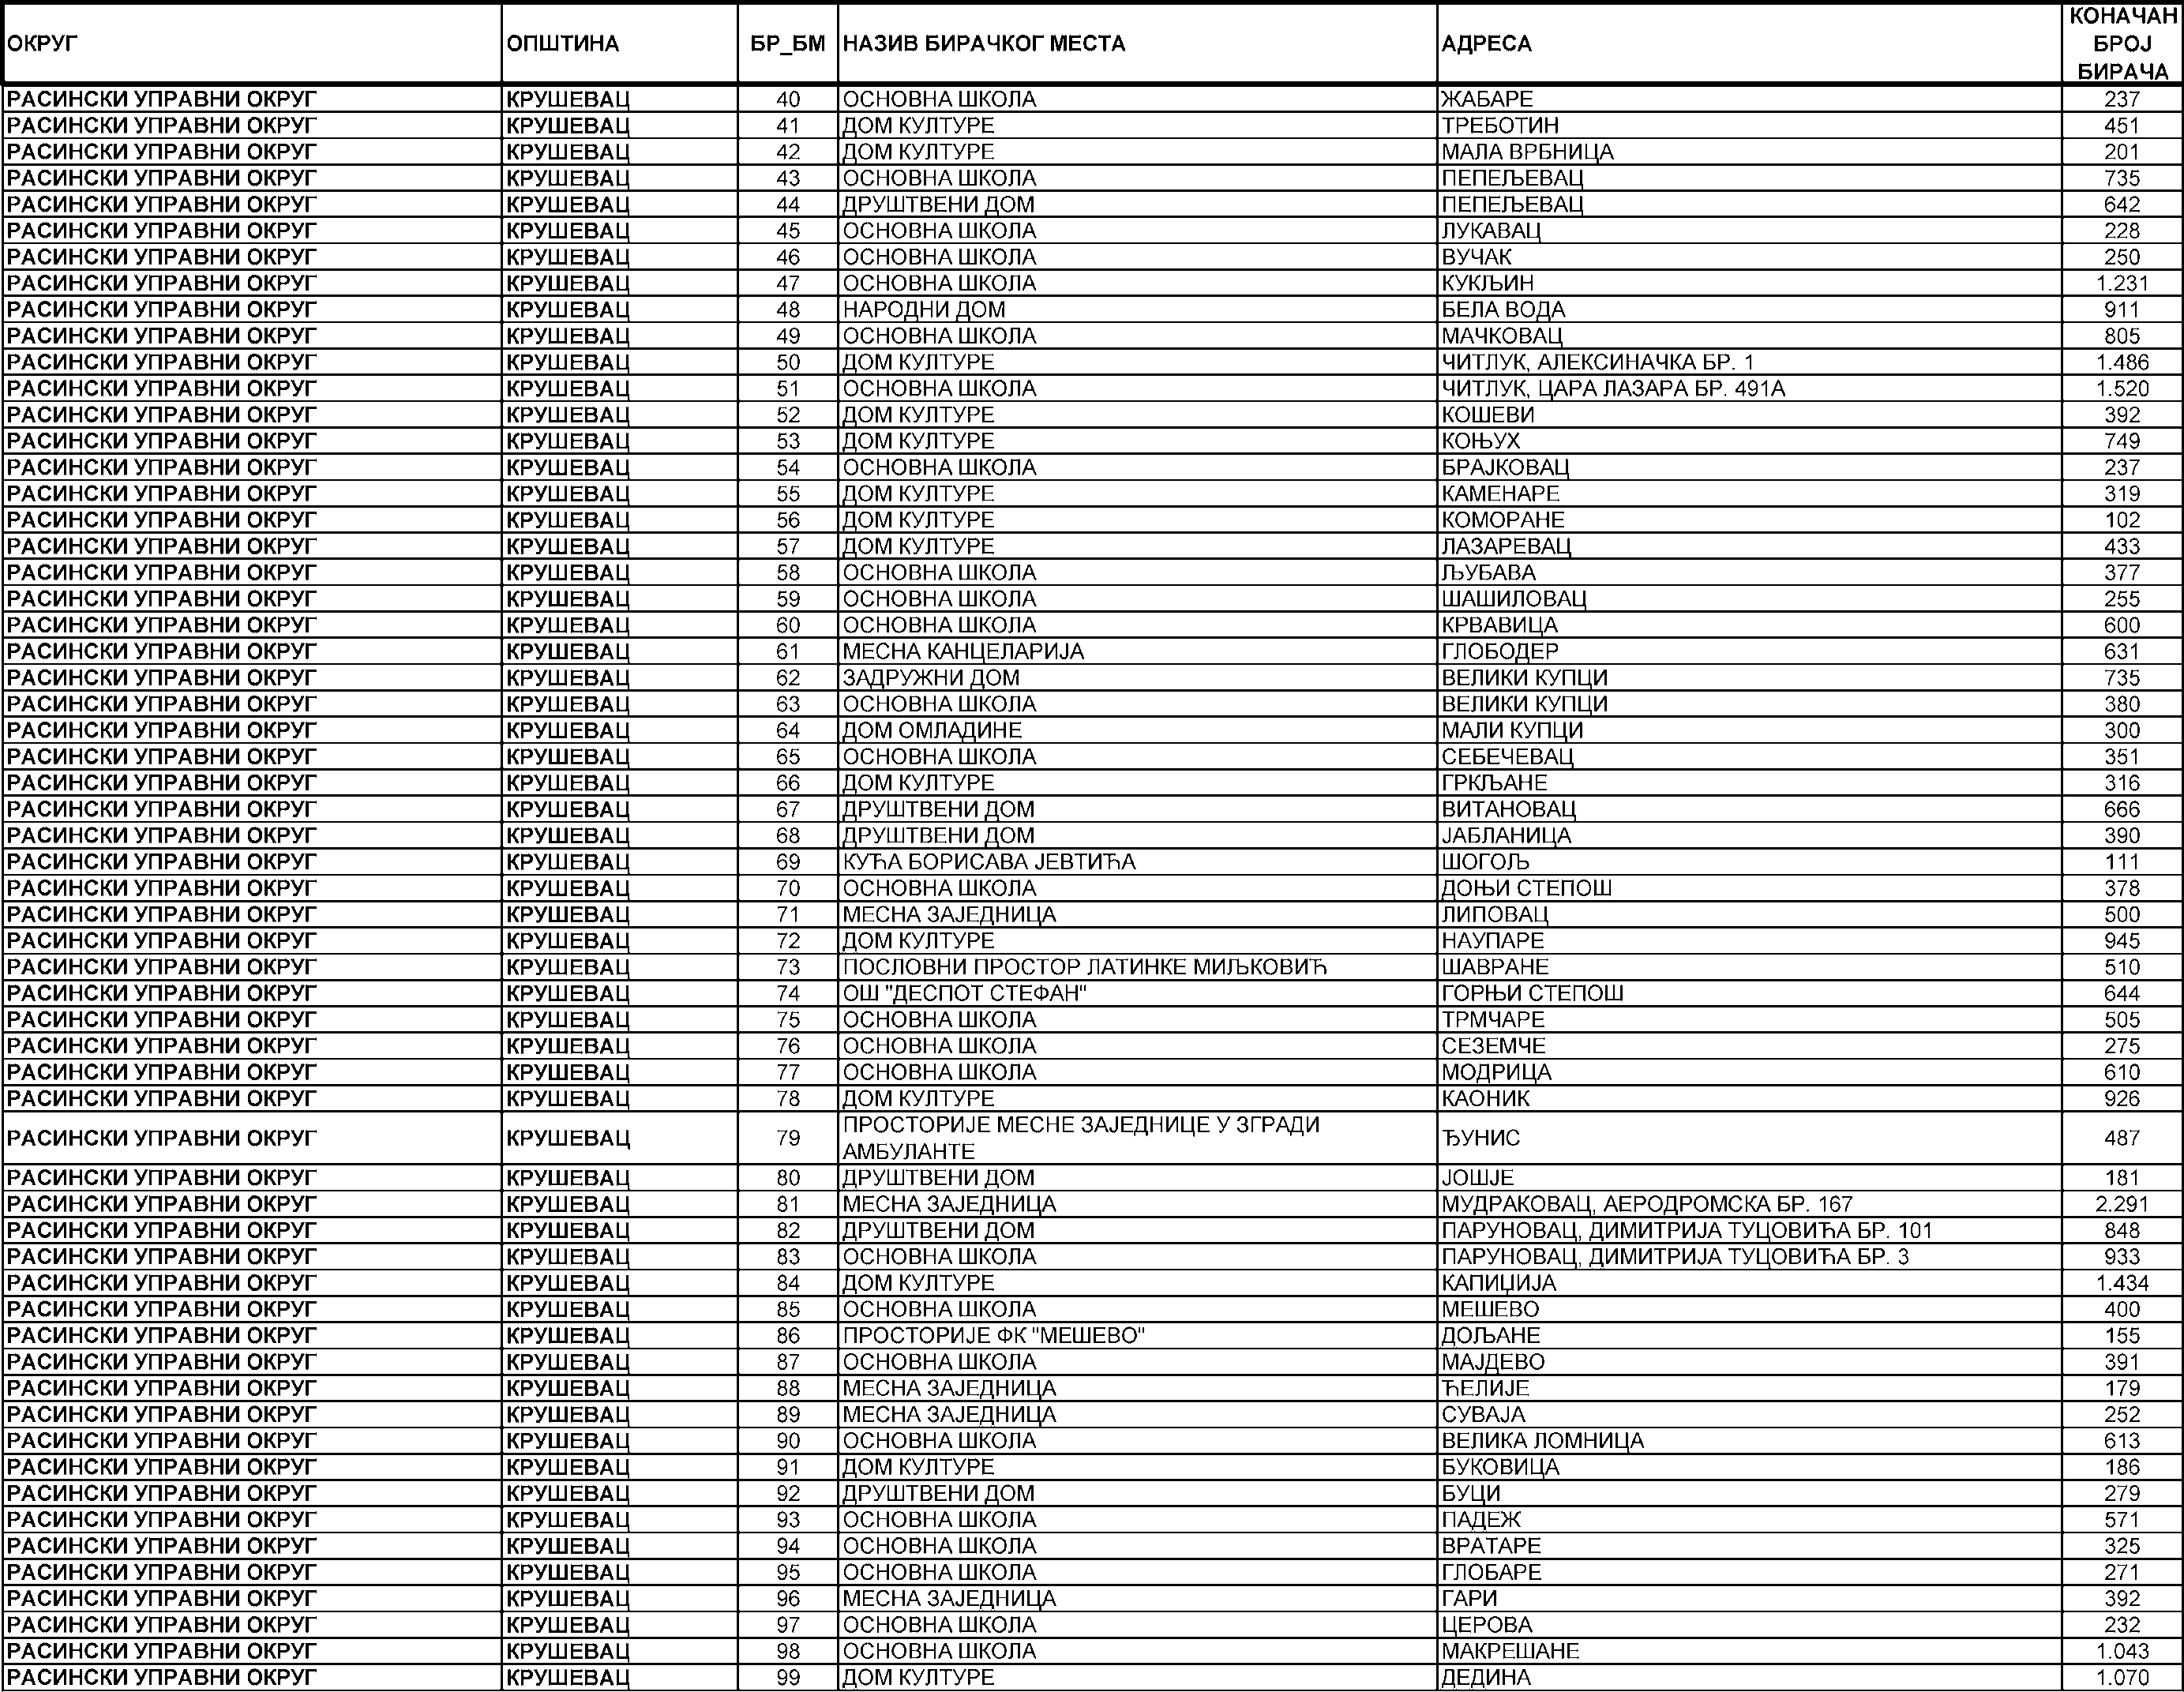 ОКРУГ ОПШТИНА БР_БМ НАЗИВ БИРАЧКОГ МЕСТА АДРЕСА КОНАЧАН БРОЈ БИРАЧА
РАСИНСКИ УПРАВНИ ОКРУГ КРУШЕВАЦ 40 ОСНОВНА ШКОЛА ЖАБАРЕ 237
РАСИНСКИ УПРАВНИ ОКРУГ КРУШЕВАЦ 41 ДОМ КУЛТУРЕ ТРЕБОТИН 451
РАСИНСКИ УПРАВНИ ОКРУГ КРУШЕВАЦ 42 ДОМ КУЛТУРЕ МАЛА ВРБНИЦА 201
РАСИНСКИ УПРАВНИ ОКРУГ КРУШЕВАЦ 43 ОСНОВНА ШКОЛА ПЕПЕЉЕВАЦ 735
РАСИНСКИ УПРАВНИ ОКРУГ КРУШЕВАЦ 44 ДРУШТВЕНИ ДОМ ПЕПЕЉЕВАЦ 642
РАСИНСКИ УПРАВНИ ОКРУГ КРУШЕВАЦ 45 ОСНОВНА ШКОЛА ЛУКАВАЦ 228
РАСИНСКИ УПРАВНИ ОКРУГ КРУШЕВАЦ 46 ОСНОВНА ШКОЛА ВУЧАК 250
РАСИНСКИ УПРАВНИ ОКРУГ КРУШЕВАЦ 47 ОСНОВНА ШКОЛА КУКЉИН 1.231
РАСИНСКИ УПРАВНИ ОКРУГ КРУШЕВАЦ 48 НАРОДНИ ДОМ БЕЛА ВОДА 911
РАСИНСКИ УПРАВНИ ОКРУГ КРУШЕВАЦ 49 ОСНОВНА ШКОЛА МАЧКОВАЦ 805
РАСИНСКИ УПРАВНИ ОКРУГ КРУШЕВАЦ 50 ДОМ КУЛТУРЕ ЧИТЛУК, АЛЕКСИНАЧКА БР. 1 1.486
РАСИНСКИ УПРАВНИ ОКРУГ КРУШЕВАЦ 51 ОСНОВНА ШКОЛА ЧИТЛУК, ЦАРА ЛАЗАРА БР. 491А 1.520
РАСИНСКИ УПРАВНИ ОКРУГ КРУШЕВАЦ 52 ДОМ КУЛТУРЕ КОШЕВИ 392
РАСИНСКИ УПРАВНИ ОКРУГ КРУШЕВАЦ 53 ДОМ КУЛТУРЕ КОЊУХ 749
РАСИНСКИ УПРАВНИ ОКРУГ КРУШЕВАЦ 54 ОСНОВНА ШКОЛА БРАЈКОВАЦ 237
РАСИНСКИ УПРАВНИ ОКРУГ КРУШЕВАЦ 55 ДОМ КУЛТУРЕ КАМЕНАРЕ 319
РАСИНСКИ УПРАВНИ ОКРУГ КРУШЕВАЦ 56 ДОМ КУЛТУРЕ КОМОРАНЕ 102
РАСИНСКИ УПРАВНИ ОКРУГ КРУШЕВАЦ 57 ДОМ КУЛТУРЕ ЛАЗАРЕВАЦ 433
РАСИНСКИ УПРАВНИ ОКРУГ КРУШЕВАЦ 58 ОСНОВНА ШКОЛА ЉУБАВА 377
РАСИНСКИ УПРАВНИ ОКРУГ КРУШЕВАЦ 59 ОСНОВНА ШКОЛА ШАШИЛОВАЦ 255
РАСИНСКИ УПРАВНИ ОКРУГ КРУШЕВАЦ 60 ОСНОВНА ШКОЛА КРВАВИЦА 600
РАСИНСКИ УПРАВНИ ОКРУГ КРУШЕВАЦ 61 МЕСНА КАНЦЕЛАРИЈА ГЛОБОДЕР 631
РАСИНСКИ УПРАВНИ ОКРУГ КРУШЕВАЦ 62 ЗАДРУЖНИ ДОМ ВЕЛИКИ КУПЦИ 735
РАСИНСКИ УПРАВНИ ОКРУГ КРУШЕВАЦ 63 ОСНОВНА ШКОЛА ВЕЛИКИ КУПЦИ 380
РАСИНСКИ УПРАВНИ ОКРУГ КРУШЕВАЦ 64 ДОМ ОМЛАДИНЕ МАЛИ КУПЦИ 300
РАСИНСКИ УПРАВНИ ОКРУГ КРУШЕВАЦ 65 ОСНОВНА ШКОЛА СЕБЕЧЕВАЦ 351
РАСИНСКИ УПРАВНИ ОКРУГ КРУШЕВАЦ 66 ДОМ КУЛТУРЕ ГРКЉАНЕ 316
РАСИНСКИ УПРАВНИ ОКРУГ КРУШЕВАЦ 67 ДРУШТВЕНИ ДОМ ВИТАНОВАЦ 666
РАСИНСКИ УПРАВНИ ОКРУГ КРУШЕВАЦ 68 ДРУШТВЕНИ ДОМ ЈАБЛАНИЦА 390
РАСИНСКИ УПРАВНИ ОКРУГ КРУШЕВАЦ 69 КУЋА БОРИСАВА ЈЕВТИЋА ШОГОЉ 111
РАСИНСКИ УПРАВНИ ОКРУГ КРУШЕВАЦ 70 ОСНОВНА ШКОЛА ДОЊИ СТЕПОШ 378
РАСИНСКИ УПРАВНИ ОКРУГ КРУШЕВАЦ 71 МЕСНА ЗАЈЕДНИЦА ЛИПОВАЦ 500
РАСИНСКИ УПРАВНИ ОКРУГ КРУШЕВАЦ 72 ДОМ КУЛТУРЕ НАУПАРЕ 945
РАСИНСКИ УПРАВНИ ОКРУГ КРУШЕВАЦ 73 ПОСЛОВНИ ПРОСТОР ЛАТИНКЕ МИЉКОВИЋ ШАВРАНЕ 510
РАСИНСКИ УПРАВНИ ОКРУГ КРУШЕВАЦ 74 ОШ "ДЕСПОТ СТЕФАН" ГОРЊИ СТЕПОШ 644
РАСИНСКИ УПРАВНИ ОКРУГ КРУШЕВАЦ 75 ОСНОВНА ШКОЛА ТРМЧАРЕ 505
РАСИНСКИ УПРАВНИ ОКРУГ КРУШЕВАЦ 76 ОСНОВНА ШКОЛА СЕЗЕМЧЕ 275
РАСИНСКИ УПРАВНИ ОКРУГ КРУШЕВАЦ 77 ОСНОВНА ШКОЛА МОДРИЦА 610
РАСИНСКИ УПРАВНИ ОКРУГ КРУШЕВАЦ 78 ДОМ КУЛТУРЕ КАОНИК 926
РАСИНСКИ УПРАВНИ ОКРУГ КРУШЕВАЦ 79 ПРОСТОРИЈЕ МЕСНЕ ЗАЈЕДНИЦЕ У ЗГРАДИ АМБУЛАНТЕ ЂУНИС 487
РАСИНСКИ УПРАВНИ ОКРУГ КРУШЕВАЦ 80 ДРУШТВЕНИ ДОМ ЈОШЈЕ 181
РАСИНСКИ УПРАВНИ ОКРУГ КРУШЕВАЦ 81 МЕСНА ЗАЈЕДНИЦА МУДРАКОВАЦ, АЕРОДРОМСКА БР. 167 2.291
РАСИНСКИ УПРАВНИ ОКРУГ КРУШЕВАЦ 82 ДРУШТВЕНИ ДОМ ПАРУНОВАЦ, ДИМИТРИЈА ТУЦОВИЋА БР. 101 848
РАСИНСКИ УПРАВНИ ОКРУГ КРУШЕВАЦ 83 ОСНОВНА ШКОЛА ПАРУНОВАЦ, ДИМИТРИЈА ТУЦОВИЋА БР. 3 933
РАСИНСКИ УПРАВНИ ОКРУГ КРУШЕВАЦ 84 ДОМ КУЛТУРЕ КАПИЏИЈА 1.434
РАСИНСКИ УПРАВНИ ОКРУГ КРУШЕВАЦ 85 ОСНОВНА ШКОЛА МЕШЕВО 400
РАСИНСКИ УПРАВНИ ОКРУГ КРУШЕВАЦ 86 ПРОСТОРИЈЕ ФК "МЕШЕВО" ДОЉАНЕ 155
РАСИНСКИ УПРАВНИ ОКРУГ КРУШЕВАЦ 87 ОСНОВНА ШКОЛА МАЈДЕВО 391
РАСИНСКИ УПРАВНИ ОКРУГ КРУШЕВАЦ 88 МЕСНА ЗАЈЕДНИЦА ЋЕЛИЈЕ 179
РАСИНСКИ УПРАВНИ ОКРУГ КРУШЕВАЦ 89 МЕСНА ЗАЈЕДНИЦА СУВАЈА 252
РАСИНСКИ УПРАВНИ ОКРУГ КРУШЕВАЦ 90 ОСНОВНА ШКОЛА ВЕЛИКА ЛОМНИЦА 613
РАСИНСКИ УПРАВНИ ОКРУГ КРУШЕВАЦ 91 ДОМ КУЛТУРЕ БУКОВИЦА 186
РАСИНСКИ УПРАВНИ ОКРУГ КРУШЕВАЦ 92 ДРУШТВЕНИ ДОМ БУЦИ 279
РАСИНСКИ УПРАВНИ ОКРУГ КРУШЕВАЦ 93 ОСНОВНА ШКОЛА ПАДЕЖ 571
РАСИНСКИ УПРАВНИ ОКРУГ КРУШЕВАЦ 94 ОСНОВНА ШКОЛА ВРАТАРЕ 325
РАСИНСКИ УПРАВНИ ОКРУГ КРУШЕВАЦ 95 ОСНОВНА ШКОЛА ГЛОБАРЕ 271
РАСИНСКИ УПРАВНИ ОКРУГ КРУШЕВАЦ 96 МЕСНА ЗАЈЕДНИЦА ГАРИ 392
РАСИНСКИ УПРАВНИ ОКРУГ КРУШЕВАЦ 97 ОСНОВНА ШКОЛА ЦЕРОВА 232
РАСИНСКИ УПРАВНИ ОКРУГ КРУШЕВАЦ 98 ОСНОВНА ШКОЛА МАКРЕШАНЕ 1.043
РАСИНСКИ УПРАВНИ ОКРУГ КРУШЕВАЦ 99 ДОМ КУЛТУРЕ ДЕДИНА 1.070